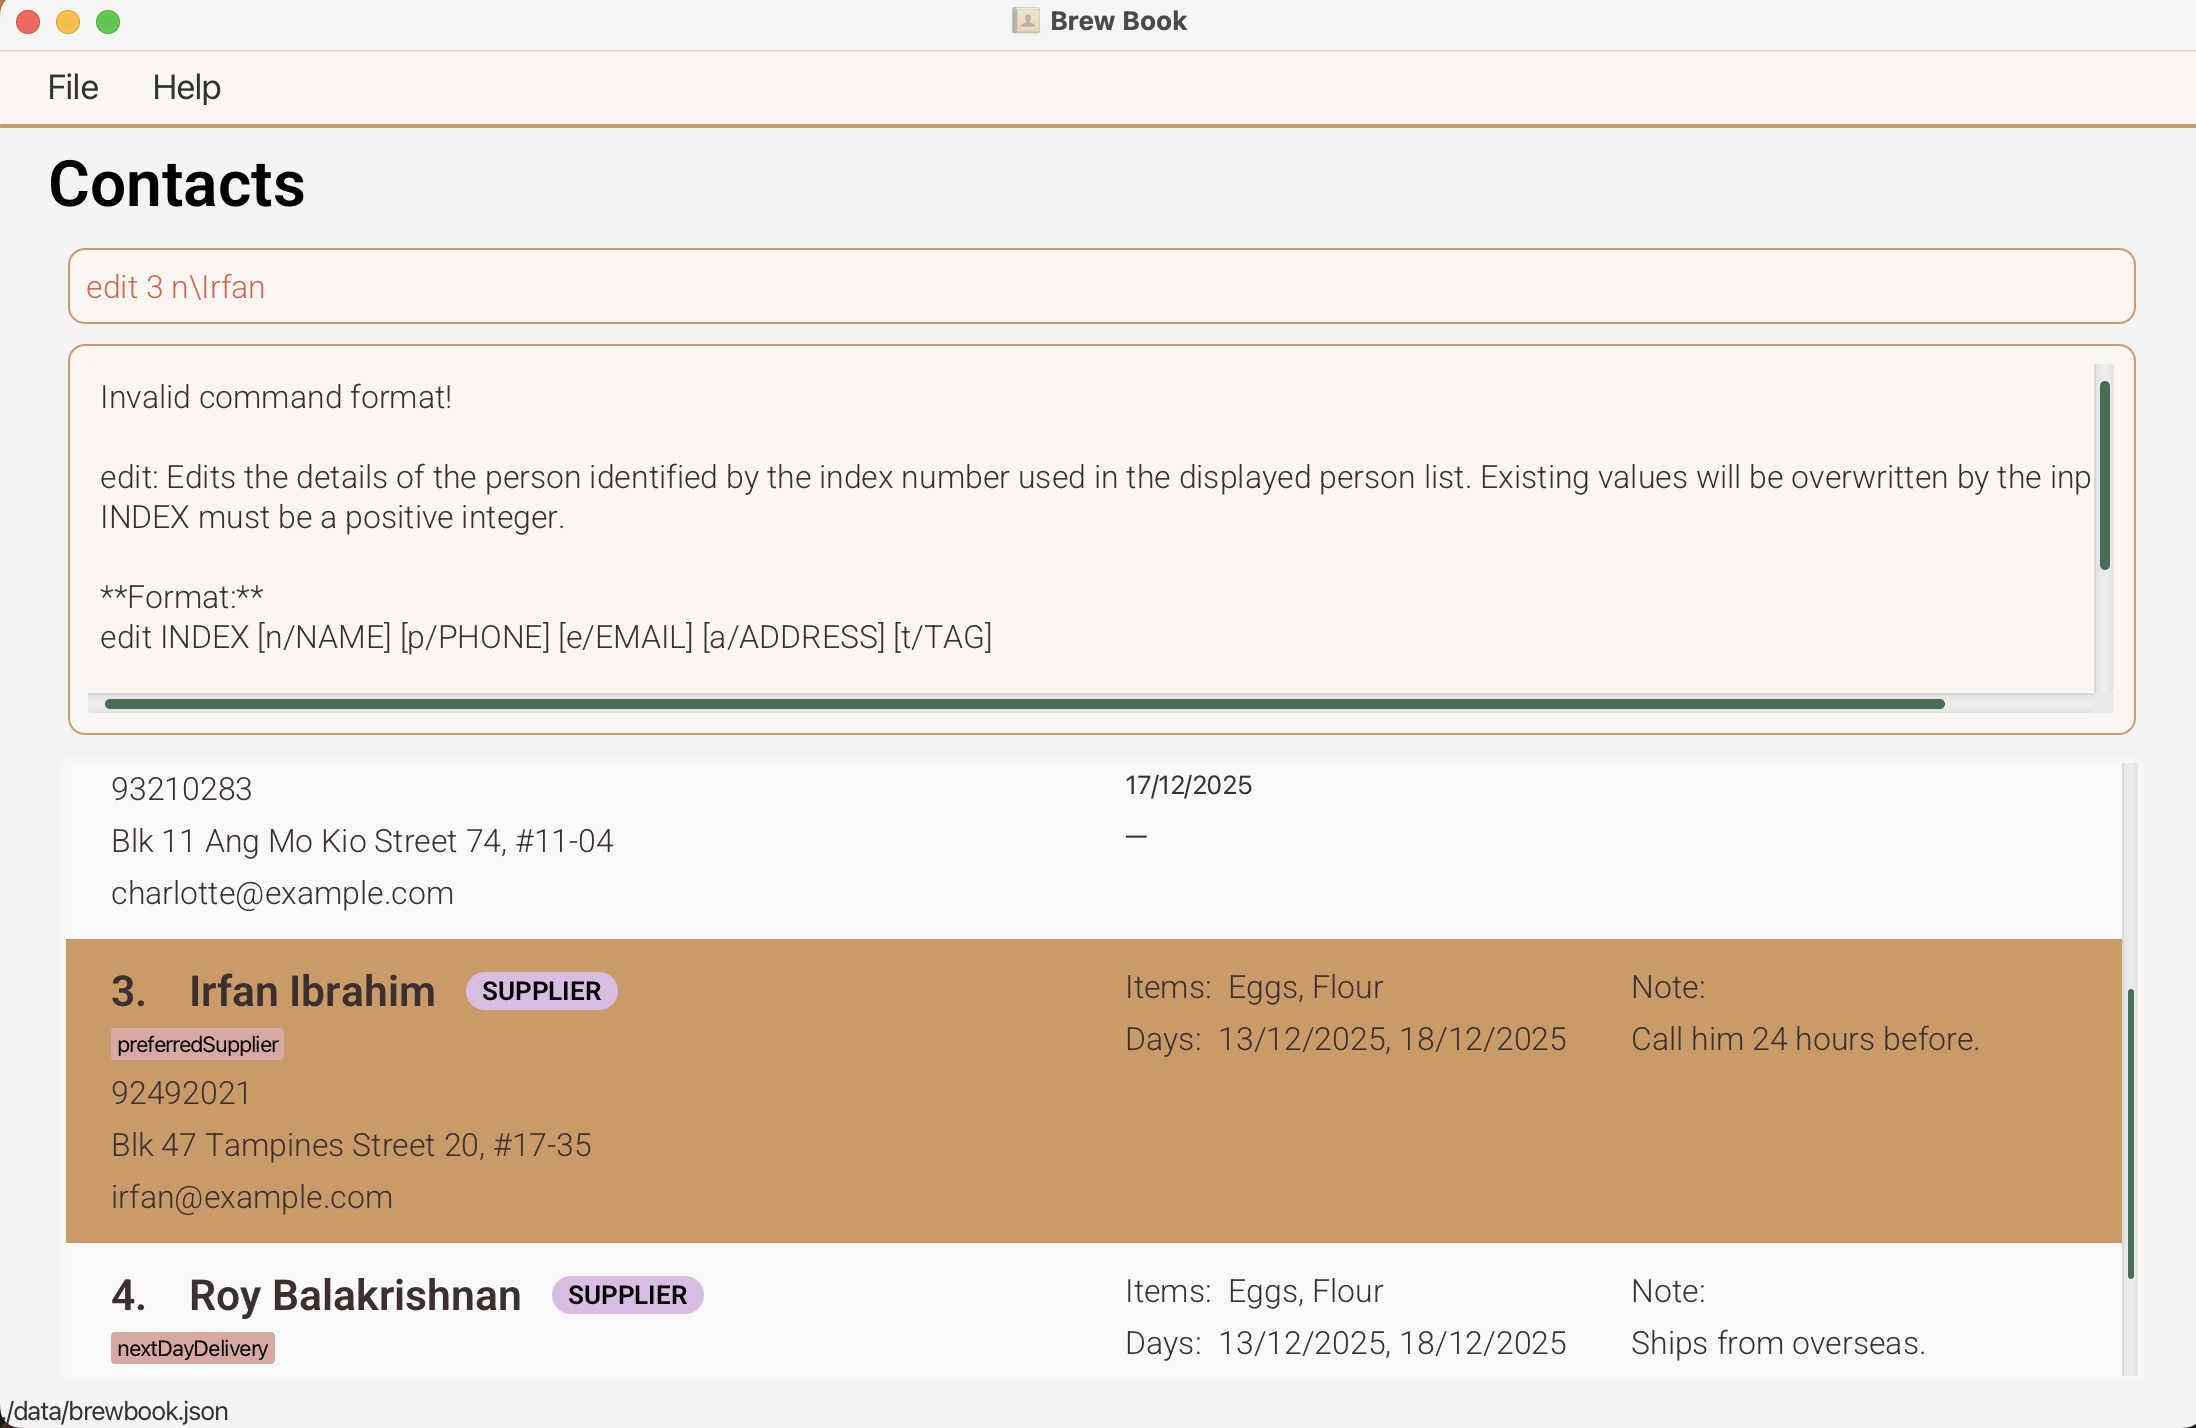 Brew Book
File Help
Contacts
edit 3 n\Irfan
Invalid command format!
edit: Edits the details of the person identified by the index number used in the displayed person list. Existing values will be overwritten by the inp
INDEX must be a positive integer.
**Format:**
edit INDEX [n/NAME] [p/PHONE] [e/EMAIL] [a/ADDRESS] [t/TAG]
93210283
Blk 11 Ang Mo Kio Street 74, #11-04
charlotte@example.com
17/12/2025
—
3. Irfan Ibrahim SUPPLIER
preferredSupplier
92492021
Blk 47 Tampines Street 20, #17-35
irfan@example.com
Items: Eggs, Flour
Days: 13/12/2025, 18/12/2025
Note:
Call him 24 hours before.
4. Roy Balakrishnan SUPPLIER
nextDayDelivery
Items: Eggs, Flour
Days: 13/12/2025, 18/12/2025
Note:
Ships from overseas.
/data/brewbook.json